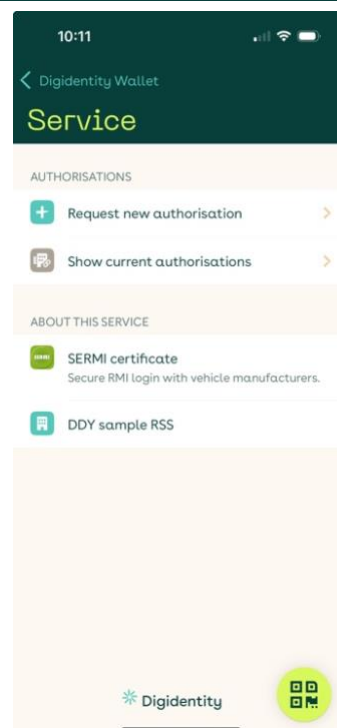 10:11
Digidentity Wallet
Service
AUTHORISATIONS
Request new authorisation
Show current authorisations
ABOUT THIS SERVICE
SERMI certificate
Secure RMI login with vehicle manufacturers.
DDY sample RSS
Digidentity